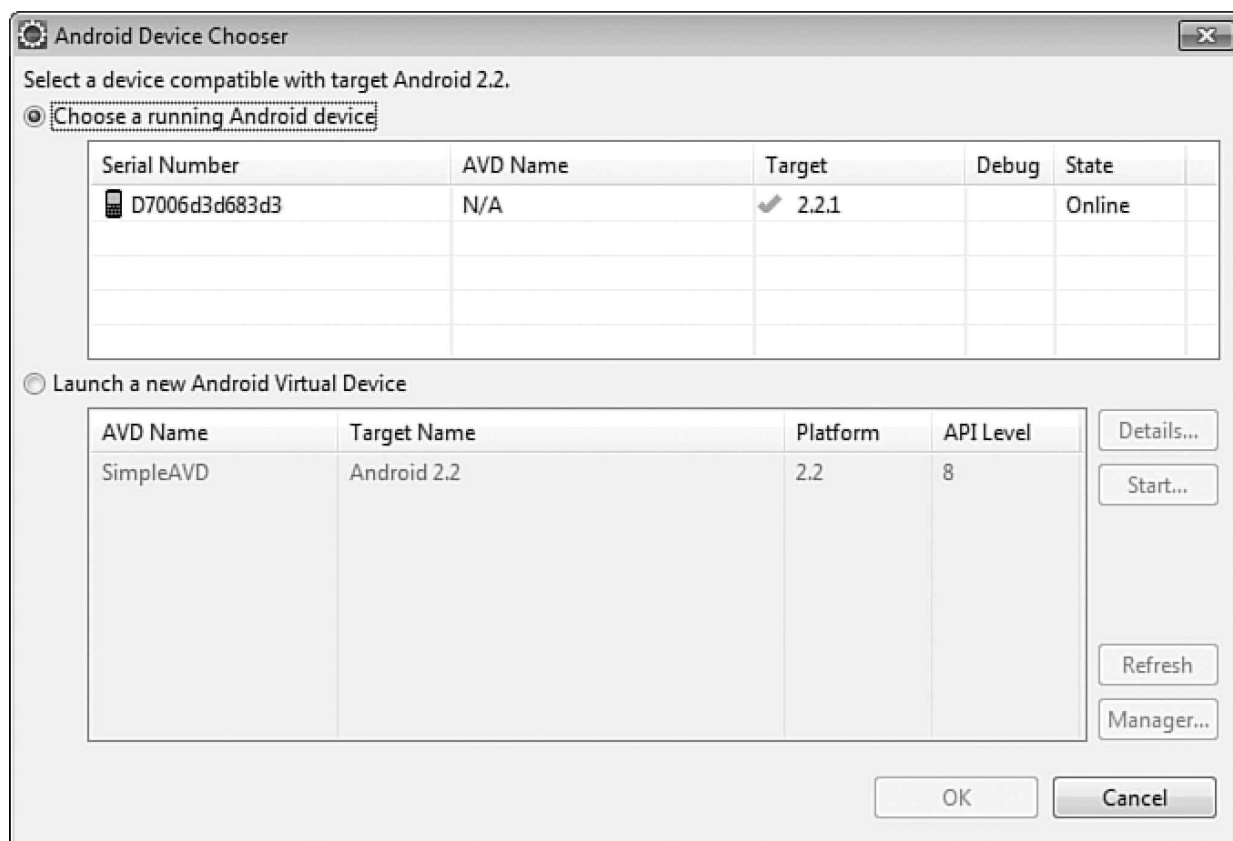 Android Device Chooser
Select a device compatible with target Android 2.2.
Choose a running Android device
Serial Number AVD Name Target Debug State
D7006d3d683d3 N/A 2.2.1 Online
Launch a new Android Virtual Device
AVD Name Target Name Platform API Level
SimpleAVD Android 2.2 2.2 8
Details...
Start...
Refresh
Manager...
OK Cancel